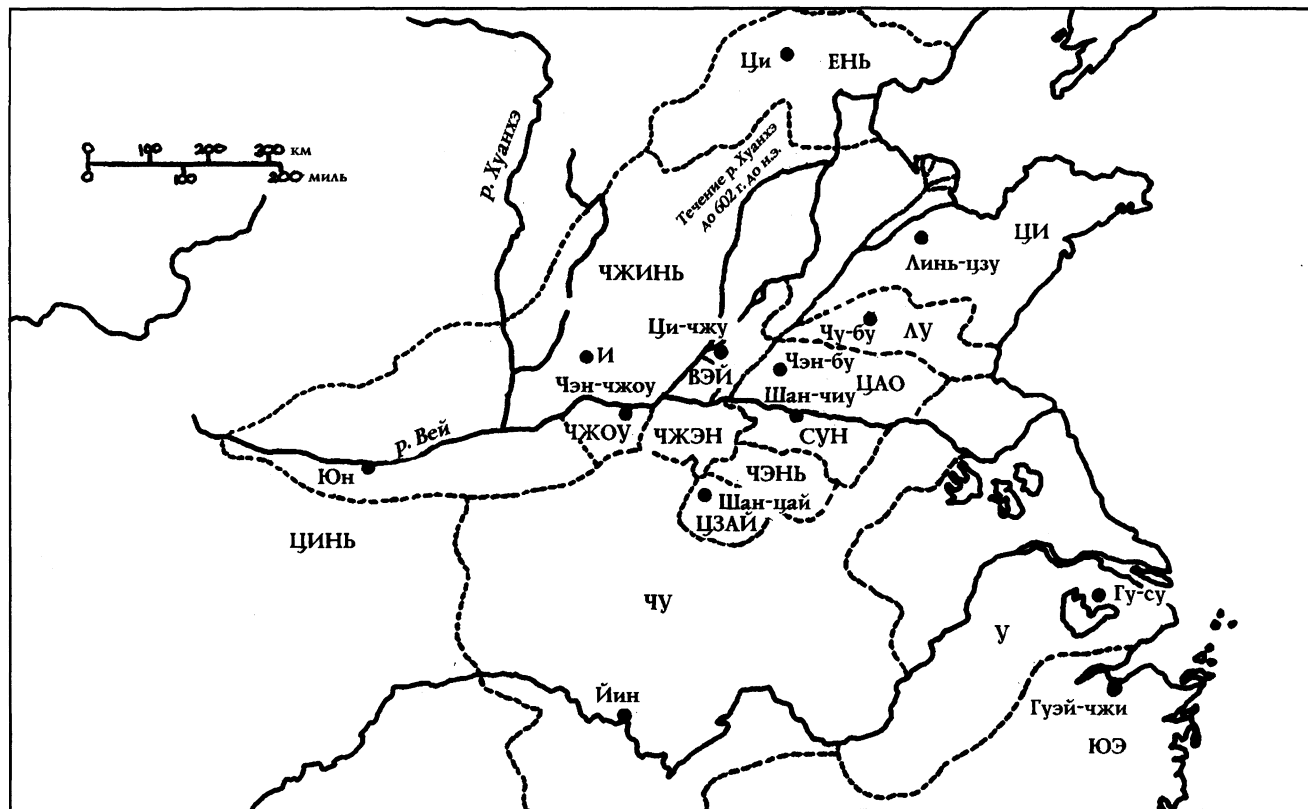 Ци
ЕНЬ
р. Хуанхэ
Течение р. Хуанхэ
до 602 г. до н.э.
0 100 200 300 км
0 100 200 миль
ЦИ
Линь-цзу
ЧЖИНЬ
Ци-чжу
Чу-бу
ЛУ
И
ВЭЙ
Чэн-бу
ЦАО
Чэн-чжоу
Шан-чиу
р. Вей
ЧЖОУ
ЧЖЭН
СУН
Юн
ЧЭНЬ
Шан-цай
ЦЗАЙ
ЦИНЬ
ЧУ
Гу-су
У
Йин
Гуэй-чжи
ЮЭ